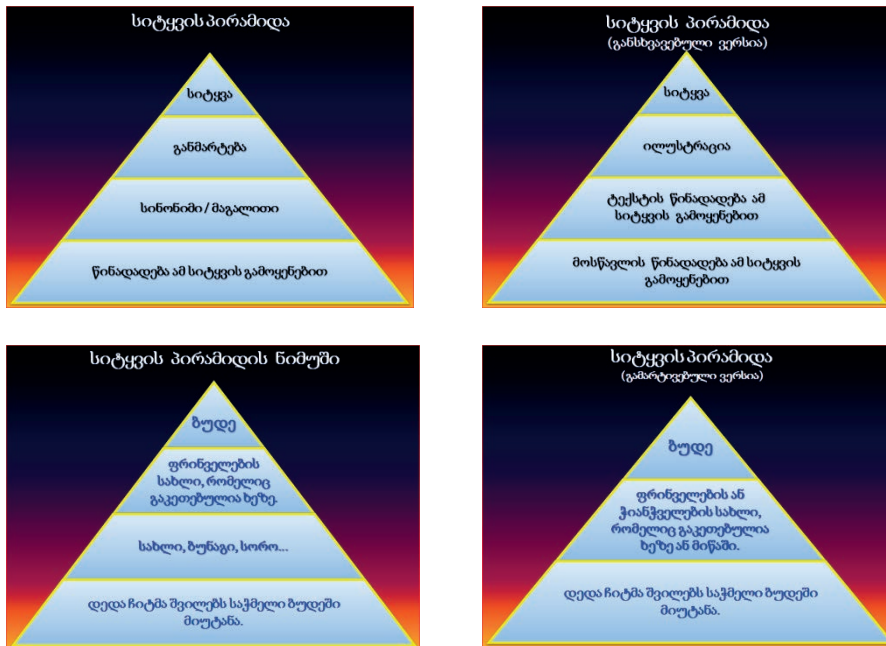 სიტყვის პირამიდა
სიტყვა
განმარტება
სინონიმი / მაგალითი
წინადადება ამ სიტყვის გამოყენებით
სიტყვის პირამიდა
(განსხვავებული ვერსია)
სიტყვა
ილუსტრაცია
ტექსტის წინადადება ამ
სიტყვის გამოყენებით
მოსწავლის წინადადება ამ სიტყვის
გამოყენებით
სიტყვის პირამიდის ნიმუში
ბუდე
ფრინველების
სახლი, რომელიც
გაკეთებულია ხეზე.
სახლი, ბუნაგი, სორო...
დედა ჩიტმა შვილებს საჭმელი ბუდეში
მიუტანა.
სიტყვის პირამიდა
(გამარტივებული ვერსია)
ბუდე
ფრინველების ან
ჭიანჭველების სახლი,
რომელიც გაკეთებულია
ხეზე ან მიწაში.
დედა ჩიტმა შვილებს საჭმელი ბუდეში
მიუტანა.